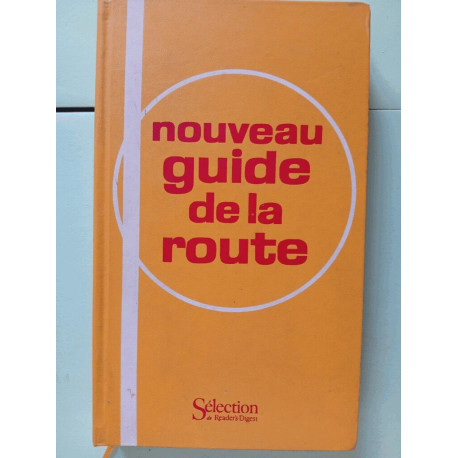 nouveau
guide
de la
route
Sélection
du Reader's Digest